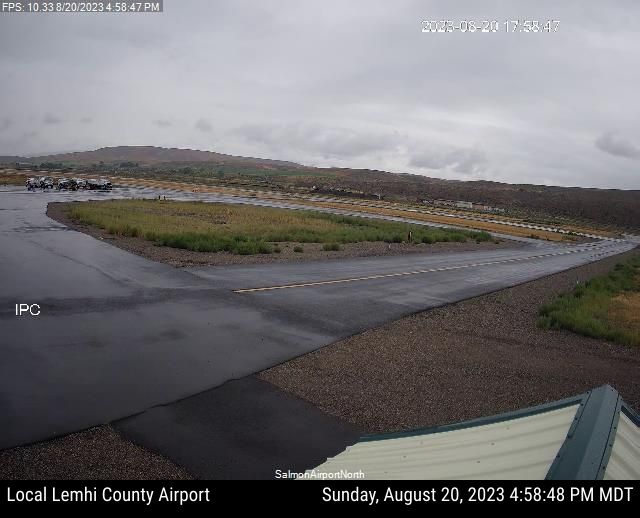 FPS: 10.33 8/20/2023 4:58:47 PM
2023-08-20 17:58:47
IPC
SalmonAirportNorth
Local Lemhi County Airport
Sunday, August 20, 2023 4:58:48 PM MDT